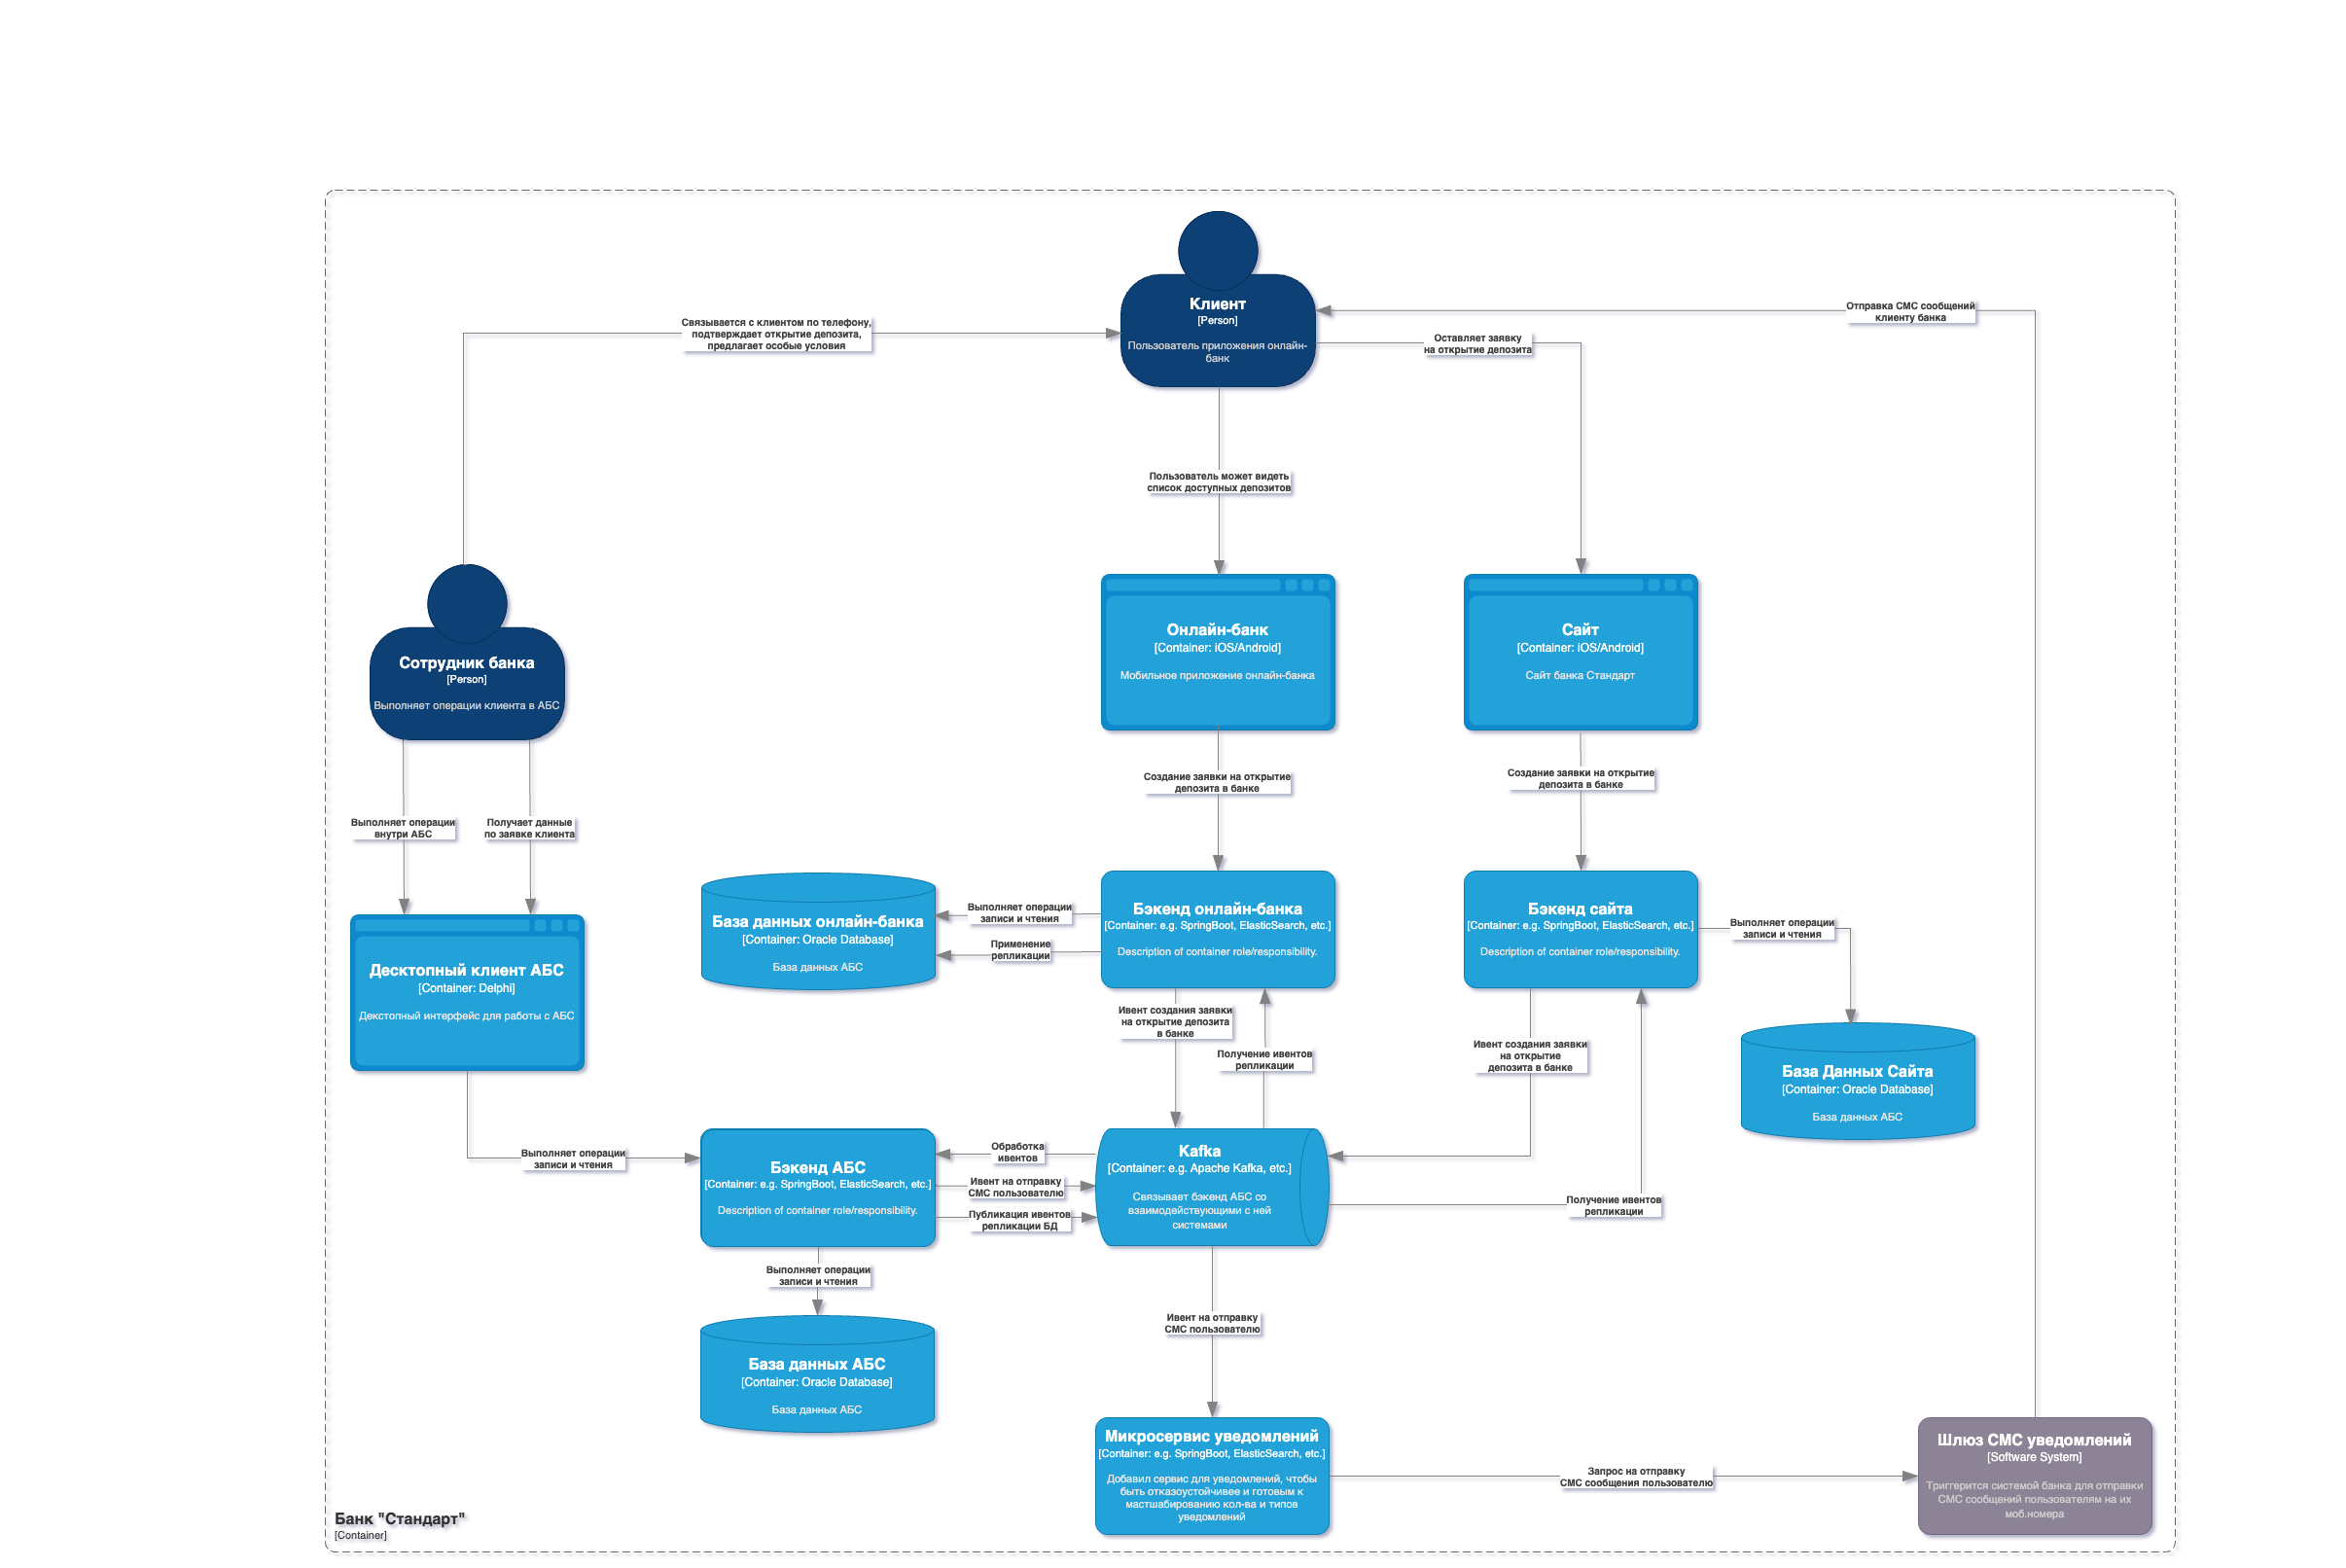 Клиент
[Person]
Пользователь приложения онлайн-
банк
Связывается с клиентом по телефону,
подтверждает открытие депозита,
предлагает особые условия
Отправка СМС сообщений
клиенту банка
Оставляет заявку
на открытие депозита
Пользователь может видеть
список доступных депозитов
Сотрудник банка
[Person]
Выполняет операции клиента в АБС
Онлайн-банк
[Container: iOS/Android]
Мобильное приложение онлайн-банка
Сайт
[Container: iOS/Android]
Сайт банка Стандарт
Создание заявки на открытие
депозита в банке
Создание заявки на открытие
депозита в банке
Выполняет операции
внутри АБС
Получает данные
по заявке клиента
Десктопный клиент АБС
[Container: Delphi]
Декстопный интерфейс для работы с АБС
База данных онлайн-банка
[Container: Oracle Database]
База данных АБС
Выполняет операции
записи и чтения
Применение
репликации
Бэкенд онлайн-банка
[Container: e.g. SpringBoot, ElasticSearch, etc.]
Description of container role/responsibility.
Бэкенд сайта
[Container: e.g. SpringBoot, ElasticSearch, etc.]
Description of container role/responsibility.
Выполняет операции
записи и чтения
Ивент создания заявки
на открытие депозита
в банке
Получение ивентов
репликации
Ивент создания заявки
на открытие
депозита в банке
База Данных Сайта
[Container: Oracle Database]
База данных АБС
Выполняет операции
записи и чтения
Бэкенд АБС
[Container: e.g. SpringBoot, ElasticSearch, etc.]
Description of container role/responsibility.
Обработка
ивентов
Ивент на отправку
СМС пользователю
Публикация ивентов
репликации БД
Kafka
[Container: e.g. Apache Kafka, etc.]
Связывает бэкенд АБС со
взаимодействующими с ней
системами
Получение ивентов
репликации
Выполняет операции
записи и чтения
База данных АБС
[Container: Oracle Database]
База данных АБС
Ивент на отправку
СМС пользователю
Микросервис уведомлений
[Container: e.g. SpringBoot, ElasticSearch, etc.]
Добавил сервис для уведомлений, чтобы
быть отказоустойчивее и готовым к
мастшабированию кол-ва и типов
уведомлений
Запрос на отправку
СМС сообщения пользователю
Шлюз СМС уведомлений
[Software System]
Триггерится системой банка для отправки
СМС сообщений пользователям на их
моб.номера
Банк "Стандарт"
[Container]